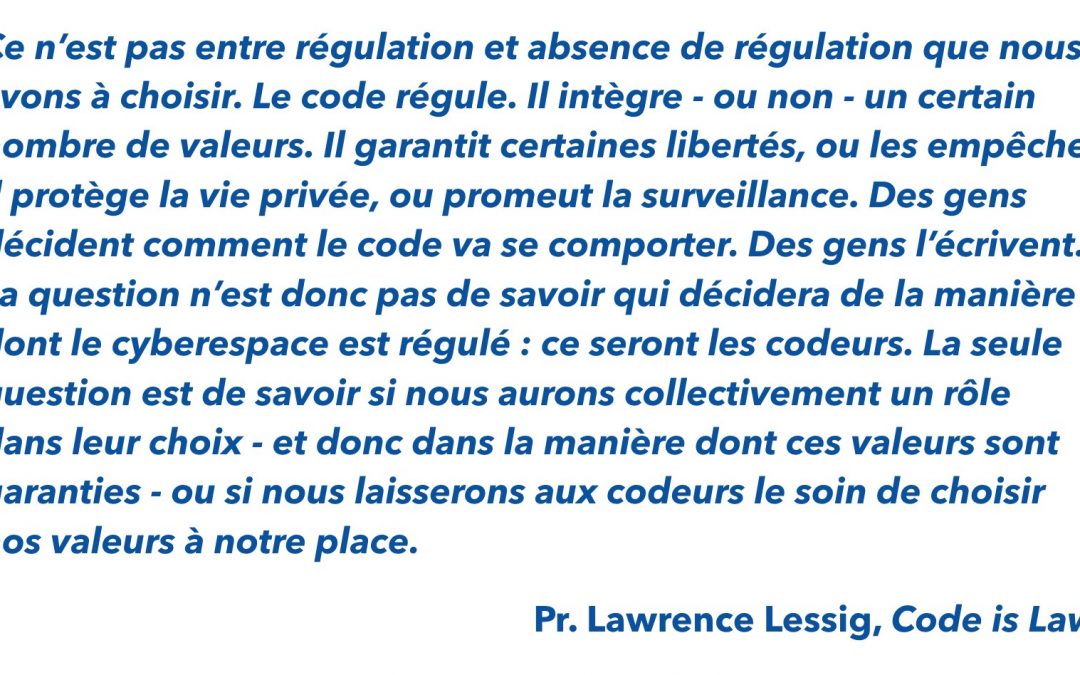 Ce n’est pas entre régulation et absence de régulation que nous
vons à choisir. Le code régule. Il intègre - ou non - un certain
ombre de valeurs. Il garantit certaines libertés, ou les empêche
l protège la vie privée, ou promeut la surveillance. Des gens
décident comment le code va se comporter. Des gens l’écrivent.
a question n’est donc pas de savoir qui décidera de la manière
dont le cyberespace est régulé : ce seront les codeurs. La seule
question est de savoir si nous aurons collectivement un rôle
dans leur choix - et donc dans la manière dont ces valeurs sont
garanties - ou si nous laisserons aux codeurs le soin de choisir
os valeurs à notre place.
Pr. Lawrence Lessig, Code is Law